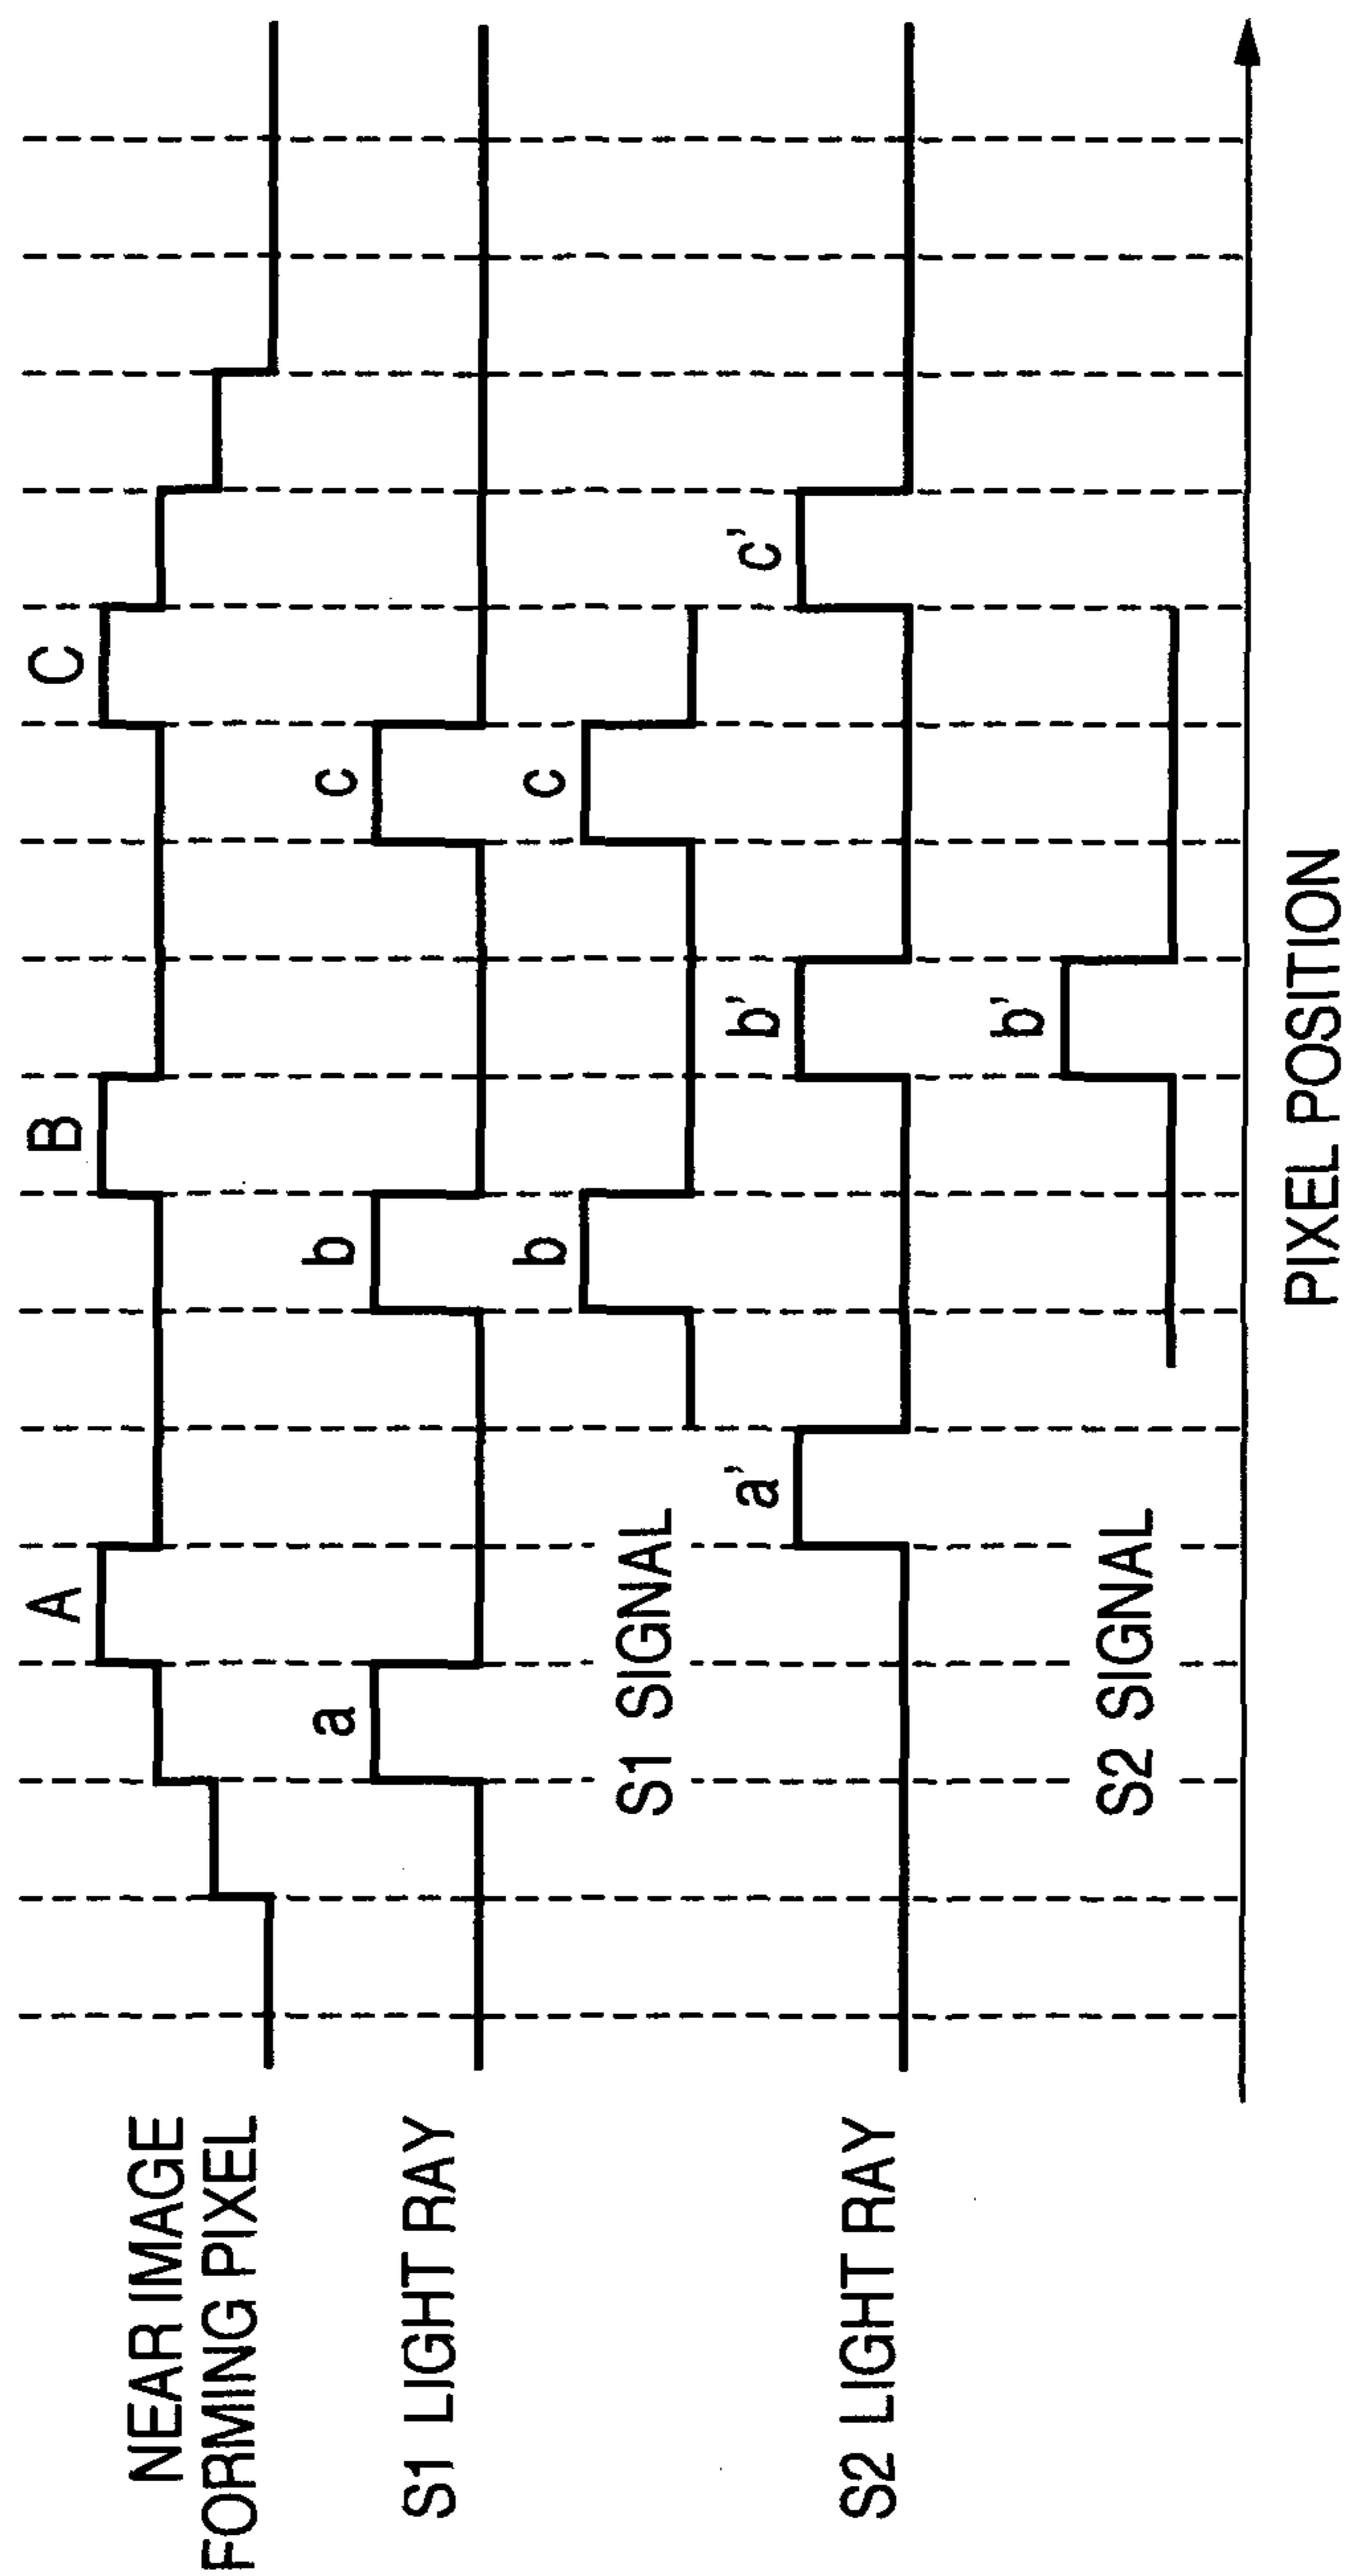 A
B
C
NEAR IMAGE
FORMING PIXEL
a
b
c
S1 LIGHT RAY
b
c
S1 SIGNAL
a'
b'
c'
S2 LIGHT RAY
b'
S2 SIGNAL
PIXEL POSITION